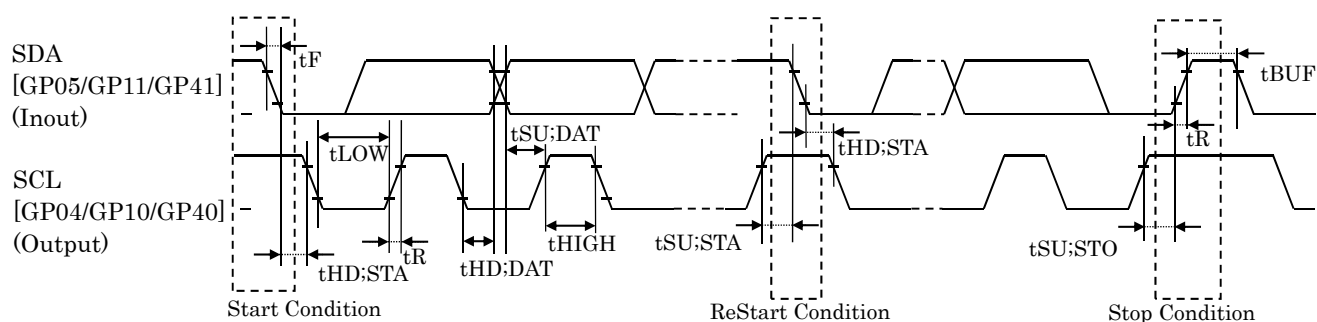 SDA
[GP05/GP11/GP41]
(Inout)
tF
tBUF
tSU;DAT
tLOW
tHD;STA
tR
SCL
[GP04/GP10/GP40]
(Output)
tHD;STA
tR
tHD;DAT
tHIGH
tSU;STA
tSU;STO
Start Condition
ReStart Condition
Stop Condition